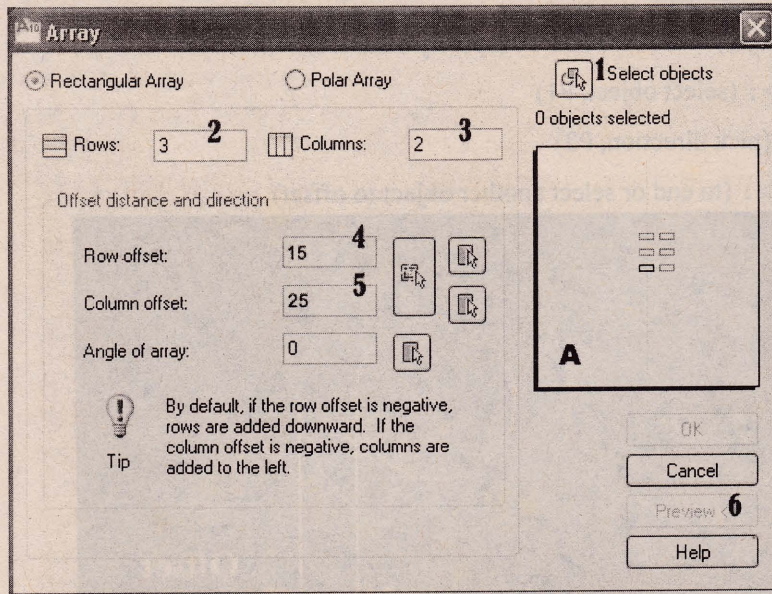 Array
Rectangular Array
Polar Array
1 Select objects
0 objects selected
Rows: 3 2
Columns: 2 3
Offset distance and direction
Row offset: 15 4
Column offset: 25 5
Angle of array: 0
A
Tip
By default, if the row offset is negative,
rows are added downward. If the
column offset is negative, columns are
added to the left.
OK
Cancel
Preview < 6
Help